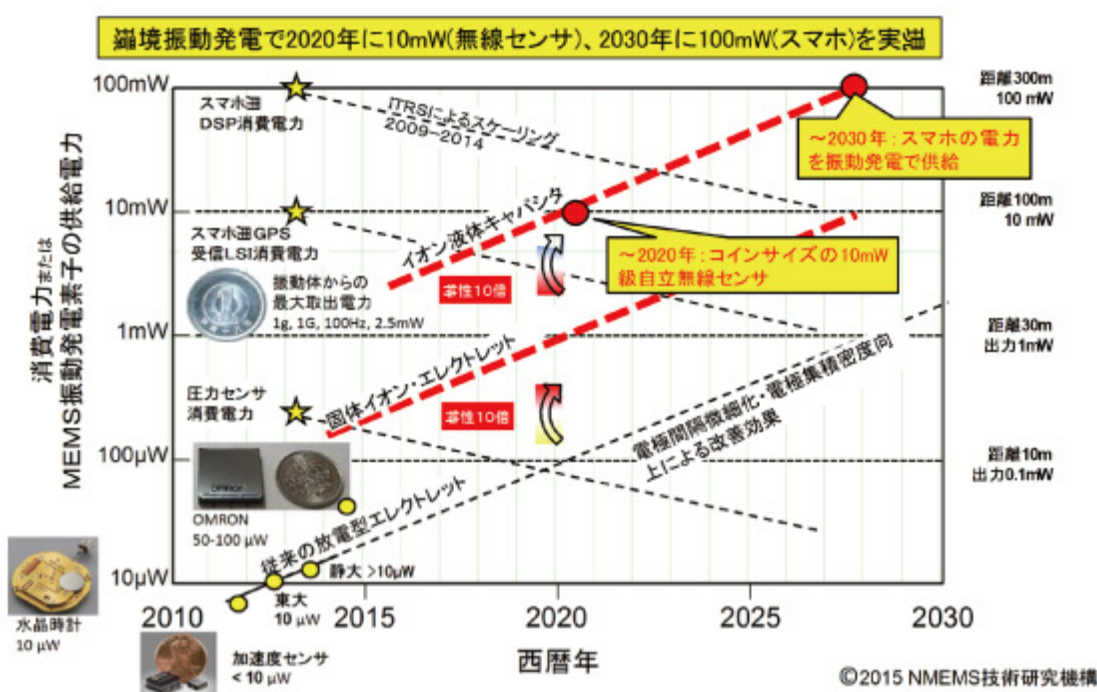 環境振動発電で2020年に10mW(無線センサ)、2030年に100mW(スマホ)を実証
100mW
10mW
1mW
100μW
10μW
消費電力または
MEMS振動発電素子の供給電力
スマホ用
DSP消費電力
ITRSによるスケーリング
2009-2014
距離300m
100 mW
~2030年:スマホの電力
を振動発電で供給
スマホ用GPS
受信LSI消費電力
イオン液体キャパシタ
距離100m
10 mW
~2020年:コインサイズの10mW
級自立無線センサ
振動体からの
最大取出電力
1g, 1G, 100Hz, 2.5mW
10倍
距離30m
出力1mW
圧力センサ
消費電力
固体イオン・エレクトレット
10倍
電極間隔微細化・電極集積密度向
上による改善効果
距離10m
出力0.1mW
OMRON
OMRON
50-100 μW
従来の放電型エレクトレット
静大 >10μW
東大
10 μW
水晶時計
10 μW
加速度センサ
< 10 μW
2010
2015
2020
2025
2030
西暦年
©2015 NMEMS技術研究機構